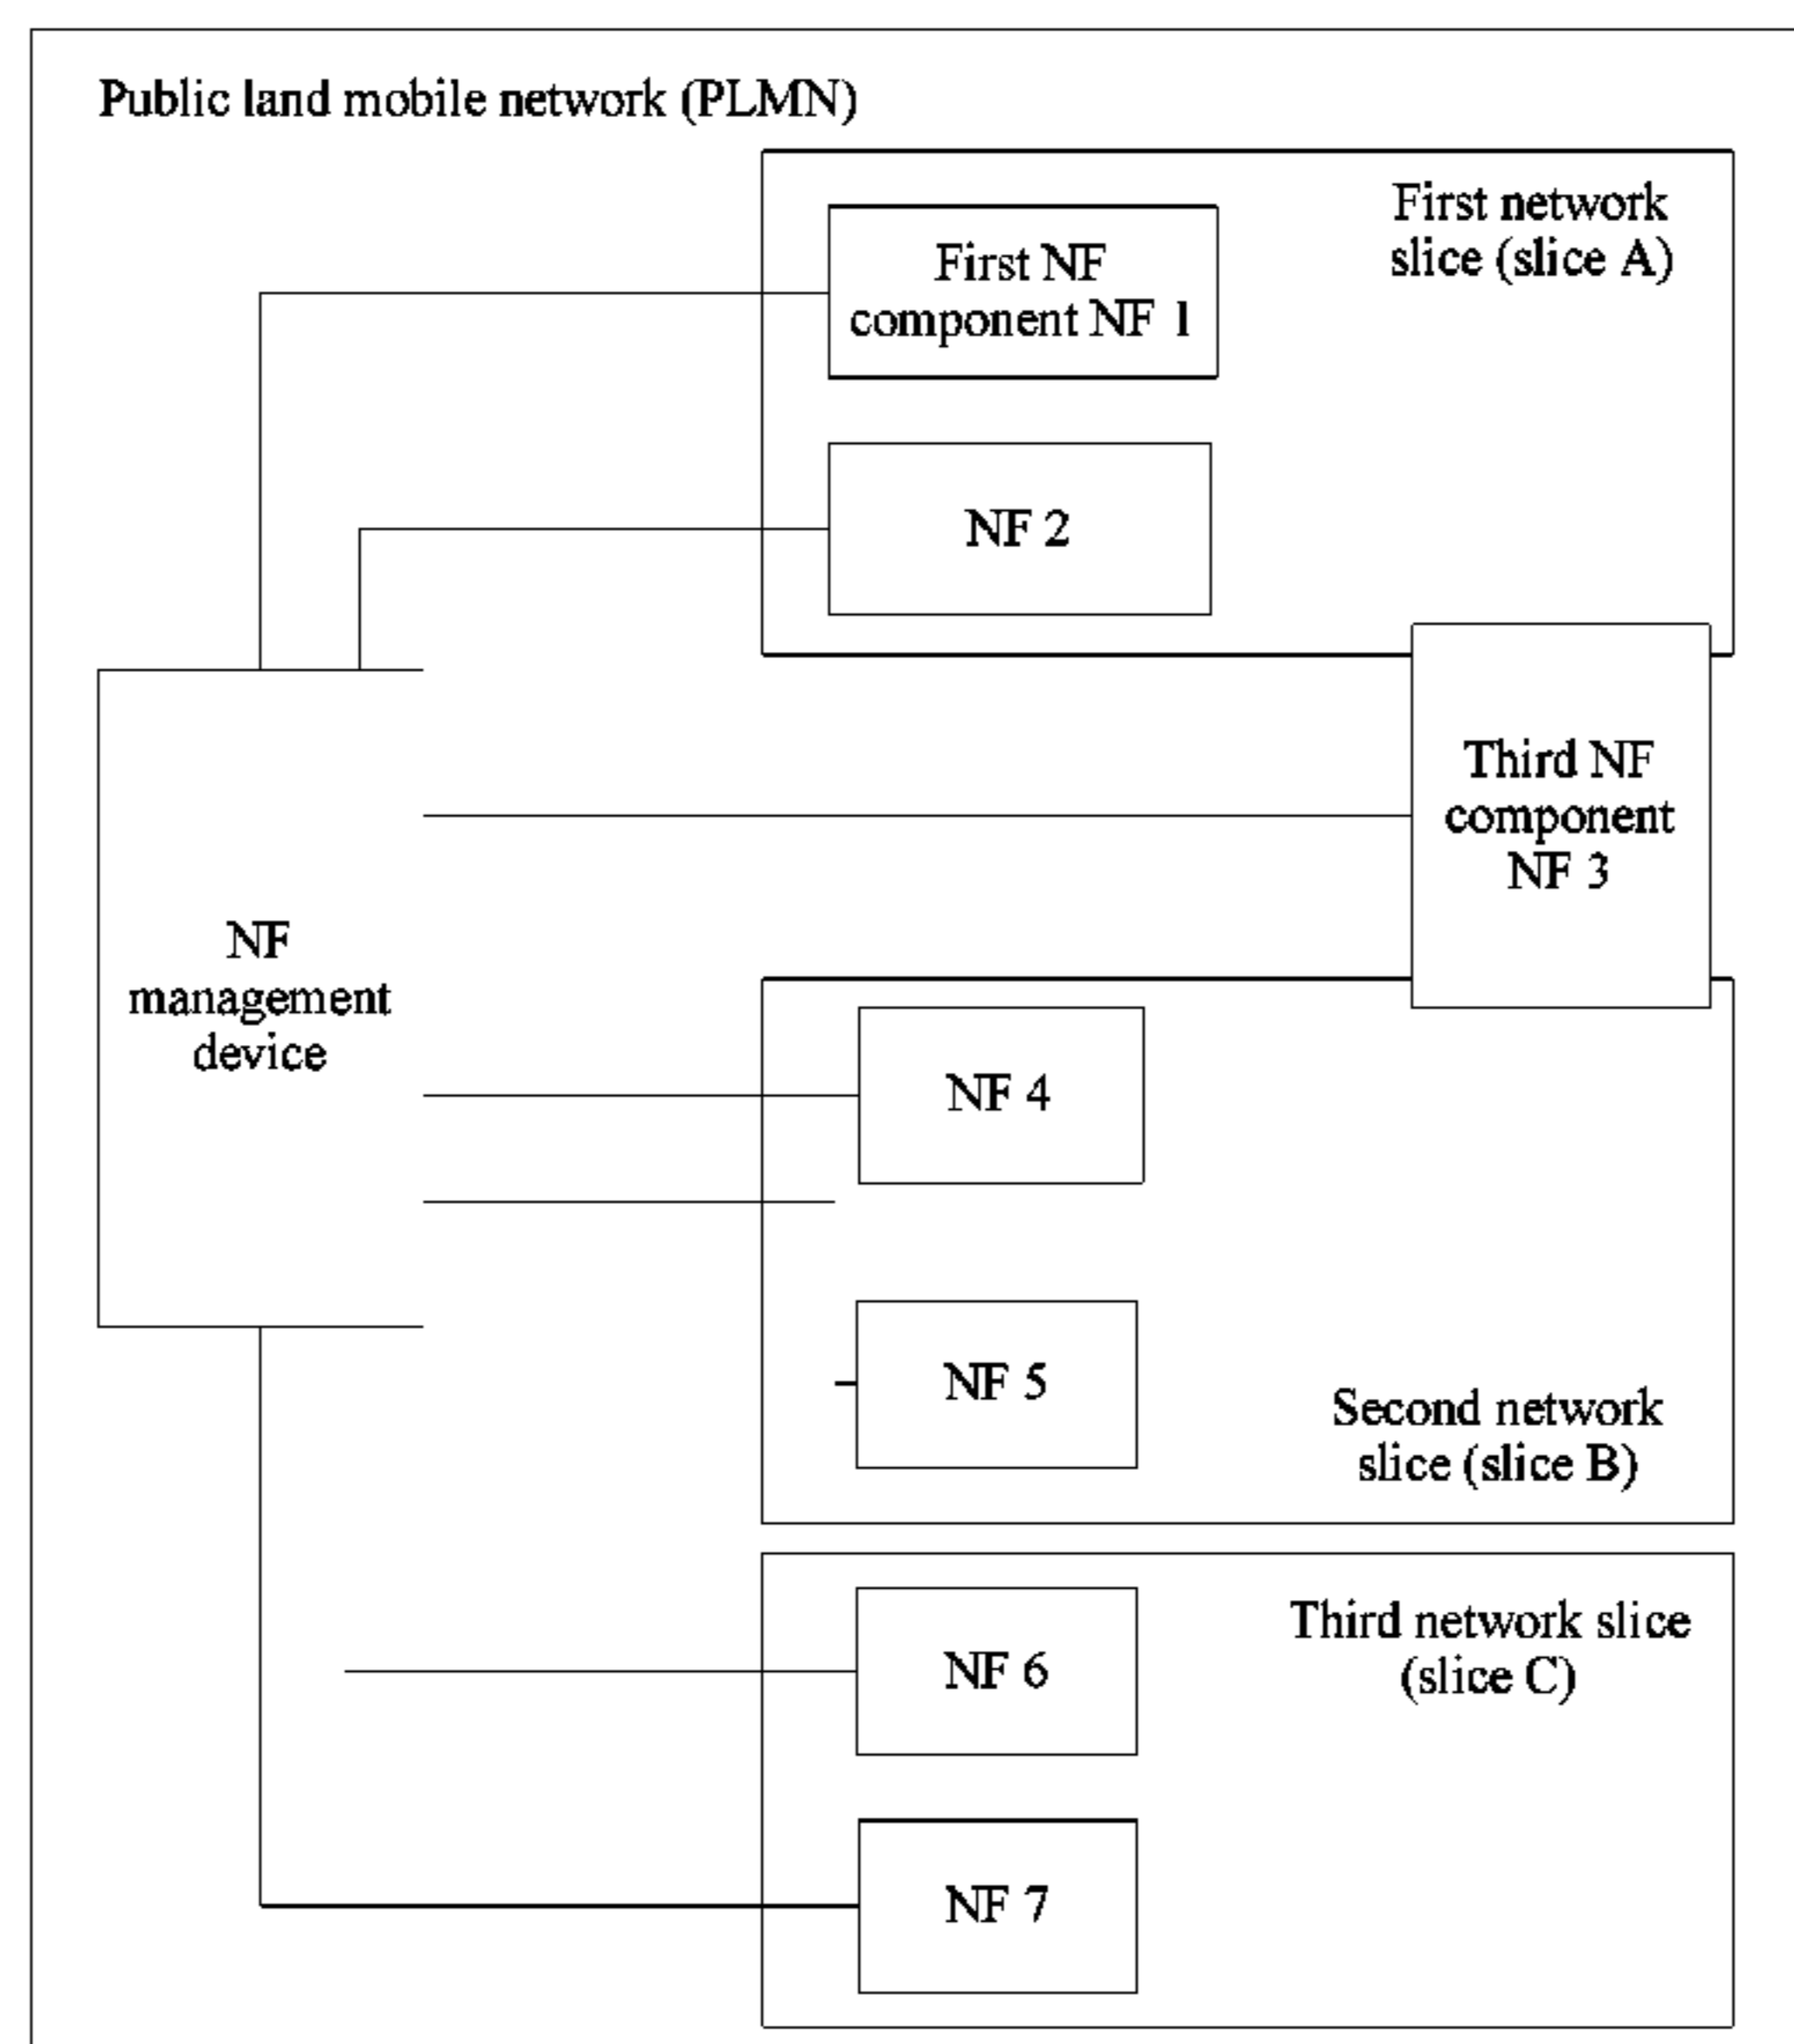 Public land mobile network (PLMN)
First network
slice (slice A)
First NF
component NF 1
NF 2
Third NF
component
NF 3
NF
management
device
NF 4
NF 5
Second network
slice (slice B)
Third network slice
(slice C)
NF 6
NF 7